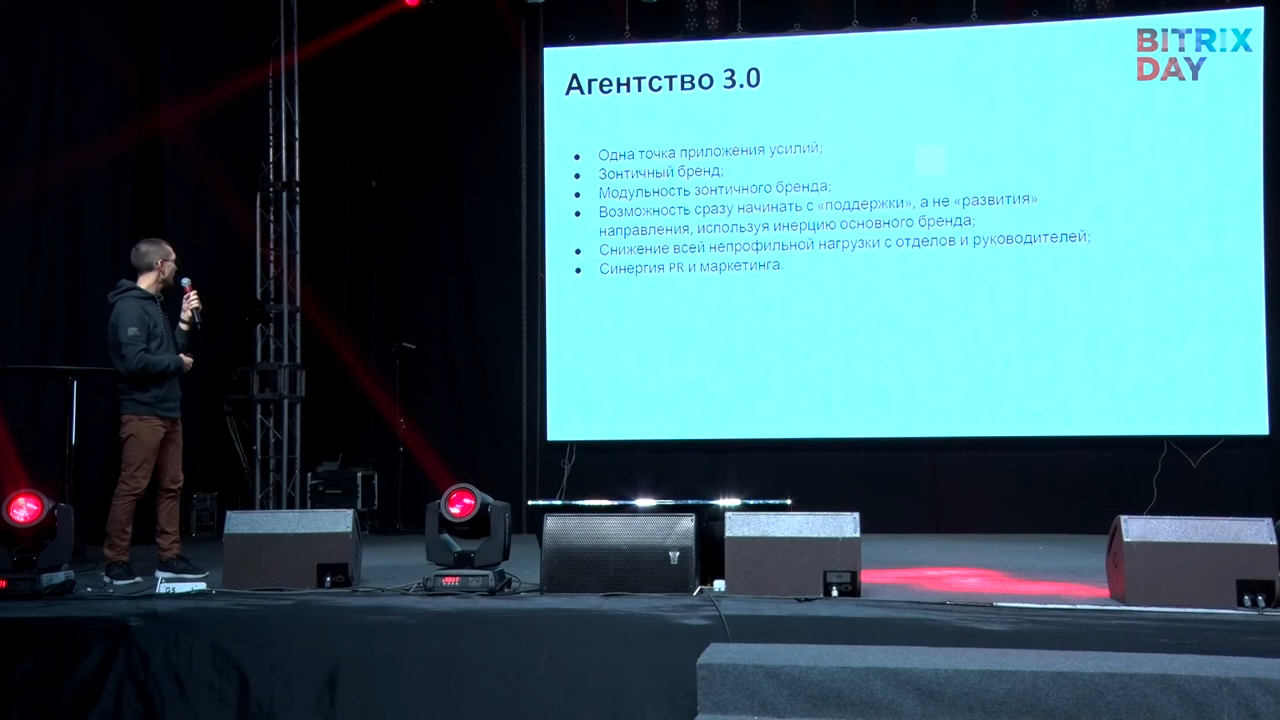 BITRIX
DAY
Агентство 3.0
Одна точка приложения усилий;
Зонтичный бренд;
Модульность зонтичного бренда;
Возможность сразу начинать с «поддержки», а не «развития»
направления, используя инерцию основного бренда;
Снижение всей непрофильной нагрузки с отделов и руководителей;
Синергия PR и маркетинга.